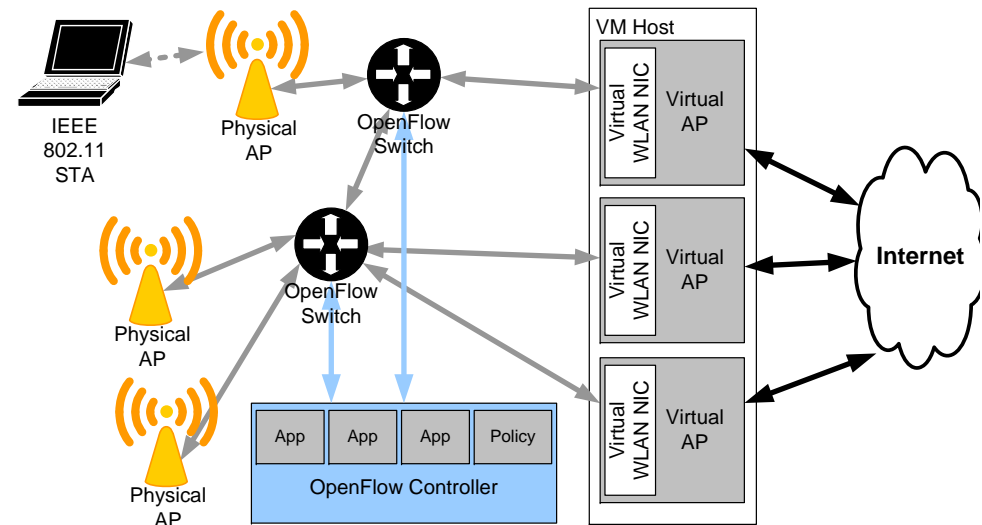 VM Host
Virtual
WLAN NIC
Virtual
AP
IEEE
802.11
STA
Physical
AP
OpenFlow
Switch
Virtual
WLAN NIC
Virtual
AP
Internet
OpenFlow
Switch
Physical
AP
Virtual
WLAN NIC
Virtual
AP
App
App
App
Policy
OpenFlow Controller
Physical
AP